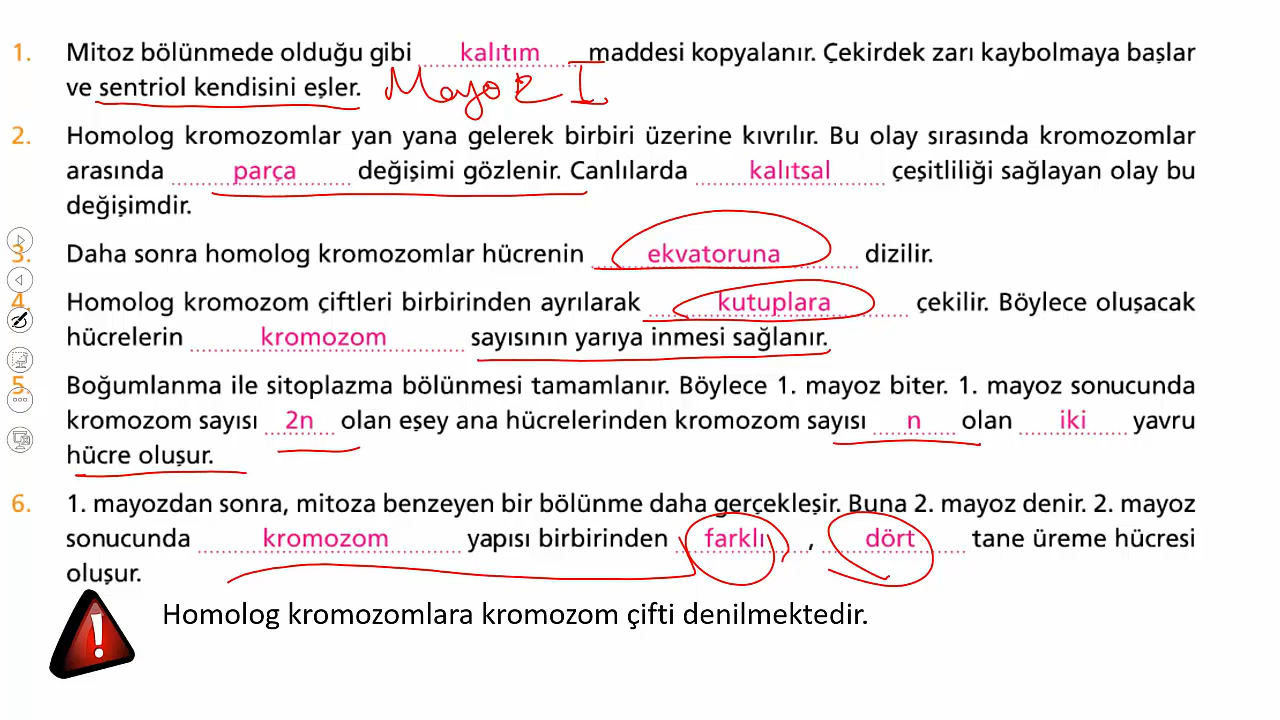 1. Mitoz bölünmede olduğu gibi kalıtım maddesi kopyalanır. Çekirdek zarı kaybolmaya başlar
ve sentriol kendisini eşler. Mayoz I
2. Homolog kromozomlar yan yana gelerek birbiri üzerine kıvrılır. Bu olay sırasında kromozomlar
arasında parça değişimi gözlenir. Canlılarda kalıtsal çeşitliliği sağlayan olay bu
değişimdir.
3. Daha sonra homolog kromozomlar hücrenin ekvatoruna dizilir.
4. Homolog kromozom çiftleri birbirinden ayrılarak kutuplara çekilir. Böylece oluşacak
hücrelerin kromozom sayısının yarıya inmesi sağlanır.
5. Boğumlanma ile sitoplazma bölünmesi tamamlanır. Böylece 1. mayoz biter. 1. mayoz sonucunda
kromozom sayısı 2n olan eşey ana hücrelerinden kromozom sayısı n olan iki yavru
hücre oluşur.
6. 1. mayozdan sonra, mitoza benzeyen bir bölünme daha gerçekleşir. Buna 2. mayoz denir. 2. mayoz
sonucunda kromozom yapısı birbirinden farklı , dört tane üreme hücresi
oluşur.
Homolog kromozomlara kromozom çifti denilmektedir.